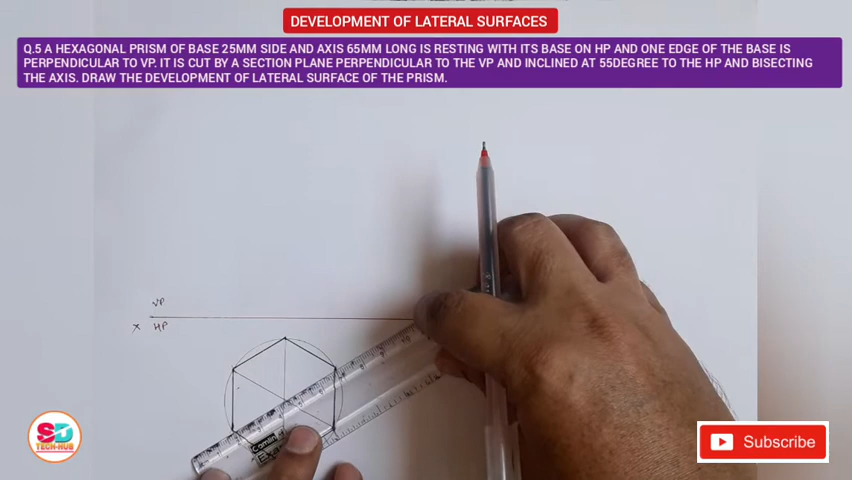 DEVELOPMENT OF LATERAL SURFACES
Q.5 A HEXAGONAL PRISM OF BASE 25MM SIDE AND AXIS 65MM LONG IS RESTING WITH ITS BASE ON HP AND ONE EDGE OF THE BASE IS
PERPENDICULAR TO VP. IT IS CUT BY A SECTION PLANE PERPENDICULAR TO THE VP AND INCLINED AT 55DEGREE TO THE HP AND BISECTING
THE AXIS. DRAW THE DEVELOPMENT OF LATERAL SURFACE OF THE PRISM.
VP
X HP
SD
TECH-HUB
Subscribe